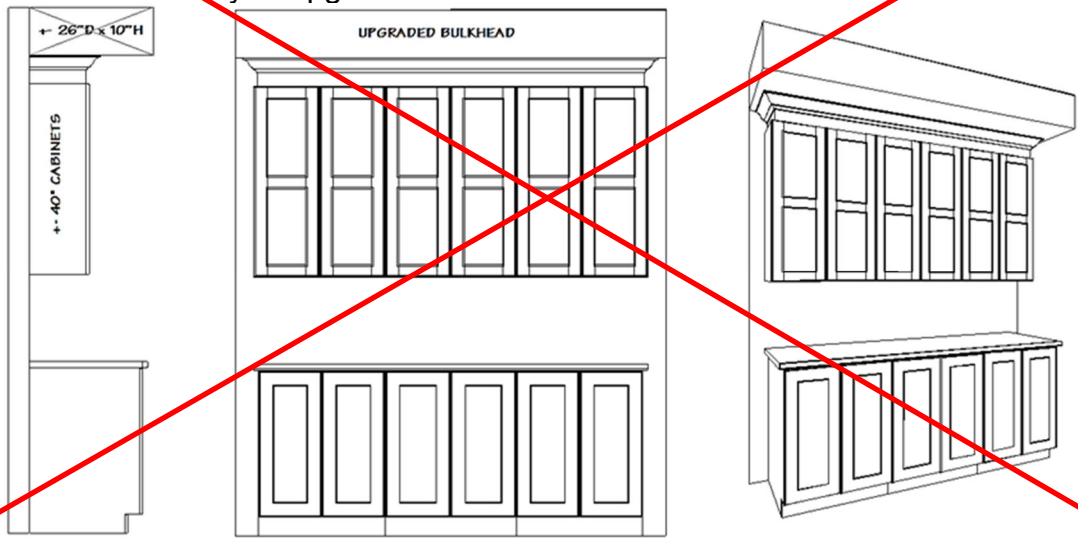 +- 26"D x 10"H
UPGRADED BULKHEAD
+- 40" CABINETS